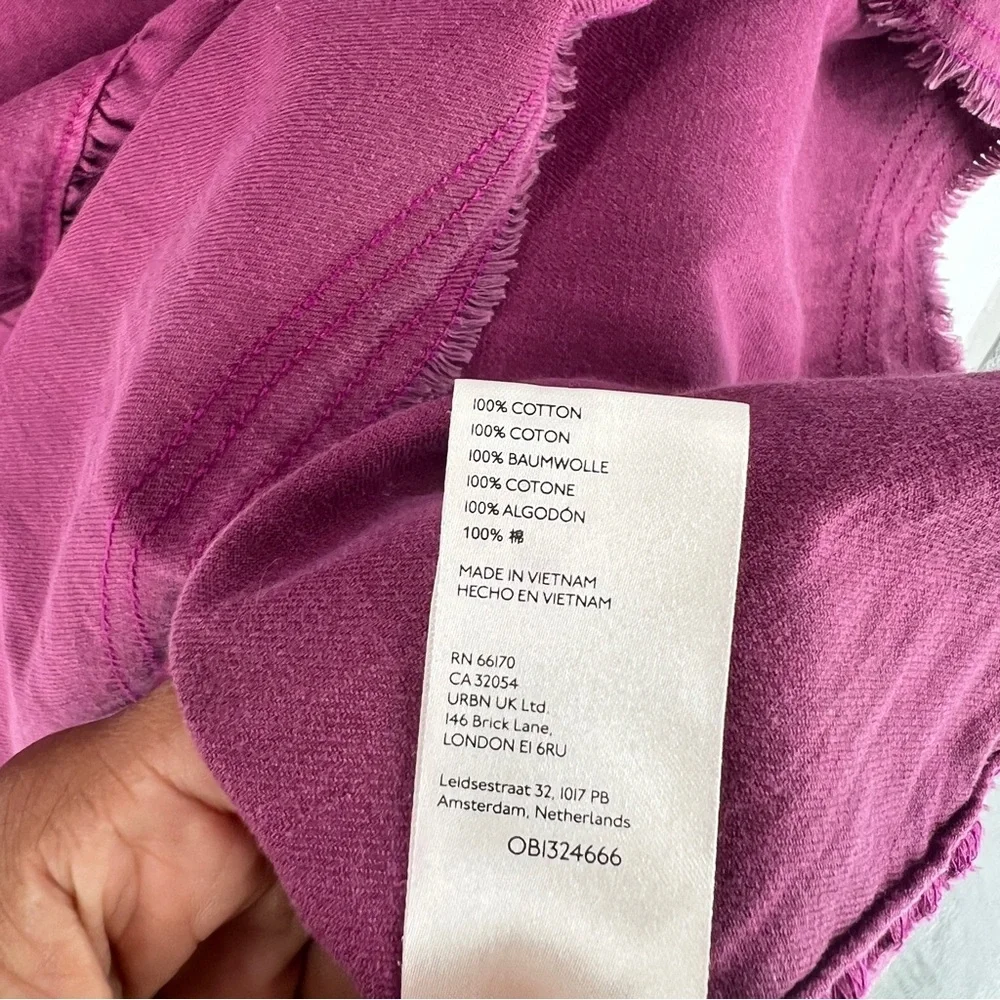 100% COTTON
100% COTON
100% BAUMWOLLE
100% COTONE
100% ALGODÓN
100% 棉
MADE IN VIETNAM
HECHO EN VIETNAM
RN 66170
CA 32054
URBN UK Ltd.
146 Brick Lane,
LONDON E1 6RU
Leidsestraat 32, 1017 PB
Amsterdam, Netherlands
OB1324666